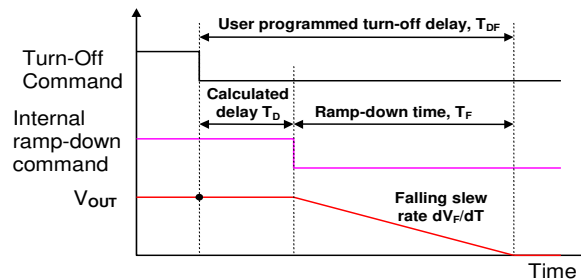 User programmed turn-off delay, TDF
Turn-Off
Command
Calculated
delay TD
Ramp-down time, TF
Internal
ramp-down
command
VOUT
Falling slew
rate dVF/dT
Time